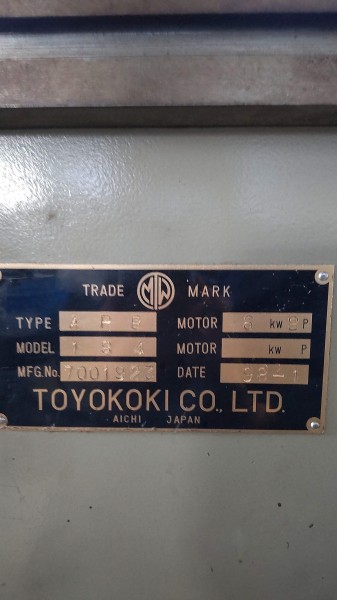 TRADE MARK
TYPE MOTOR kW P
MODEL MOTOR kW P
MFG.No. DATE
TOYOKOKI CO., LTD.
AICHI JAPAN